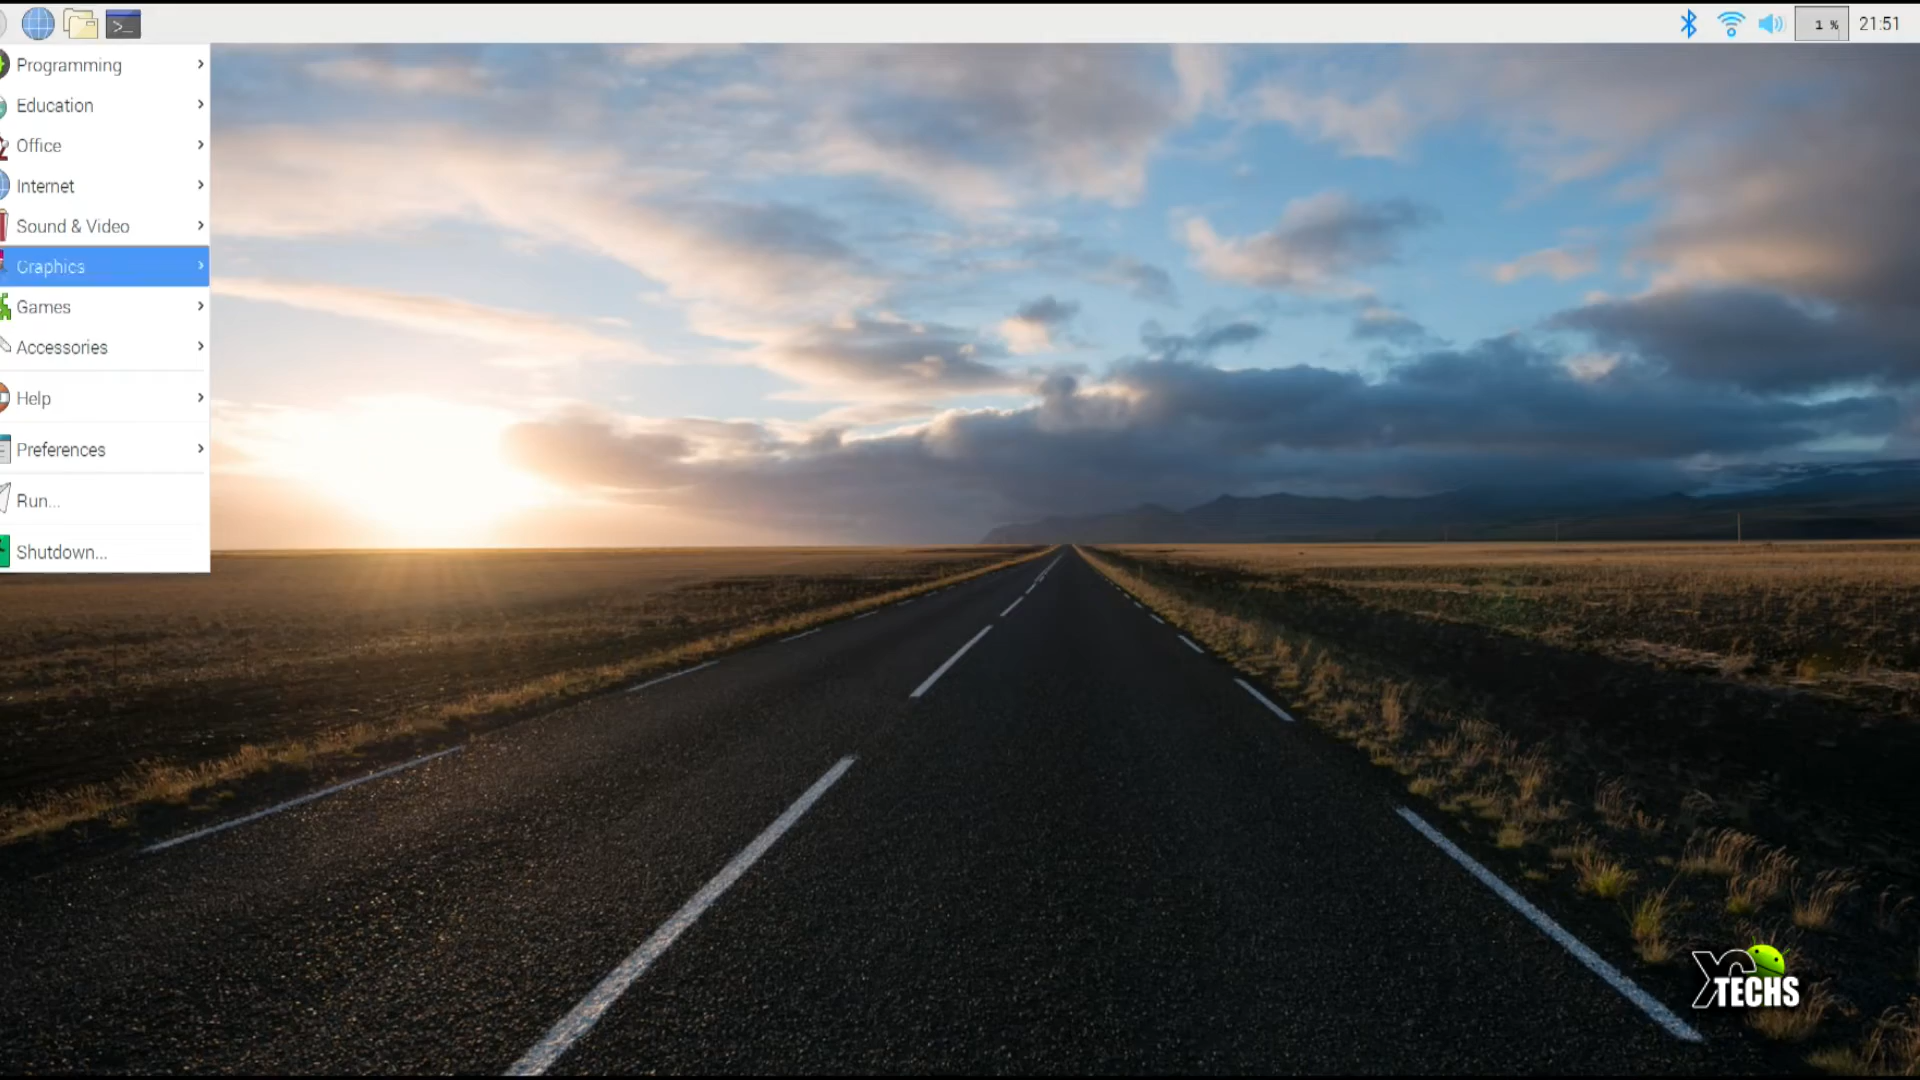 >_
1 %
21:51
Programming
Education
Office
Internet
Sound & Video
Graphics
Games
Accessories
Help
Preferences
Run...
Shutdown...
TECHS